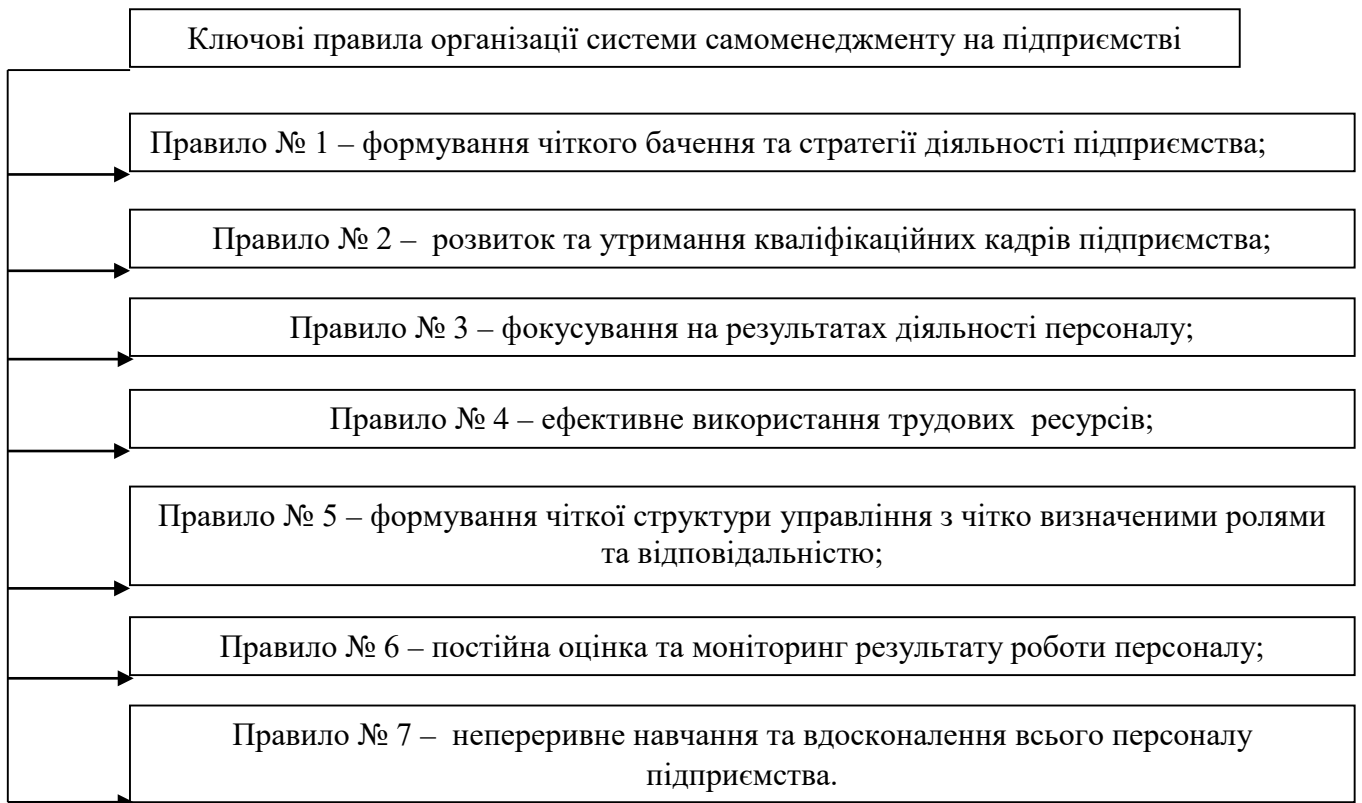 Ключові правила організації системи самоменеджменту на підприємстві
Правило № 1 – формування чіткого бачення та стратегії діяльності підприємства;
Правило № 2 – розвиток та утримання кваліфікаційних кадрів підприємства;
Правило № 3 – фокусування на результатах діяльності персоналу;
Правило № 4 – ефективне використання трудових ресурсів;
Правило № 5 – формування чіткої структури управління з чітко визначеними ролями
та відповідальністю;
Правило № 6 – постійна оцінка та моніторинг результату роботи персоналу;
Правило № 7 – непереривне навчання та вдосконалення всього персоналу
підприємства.